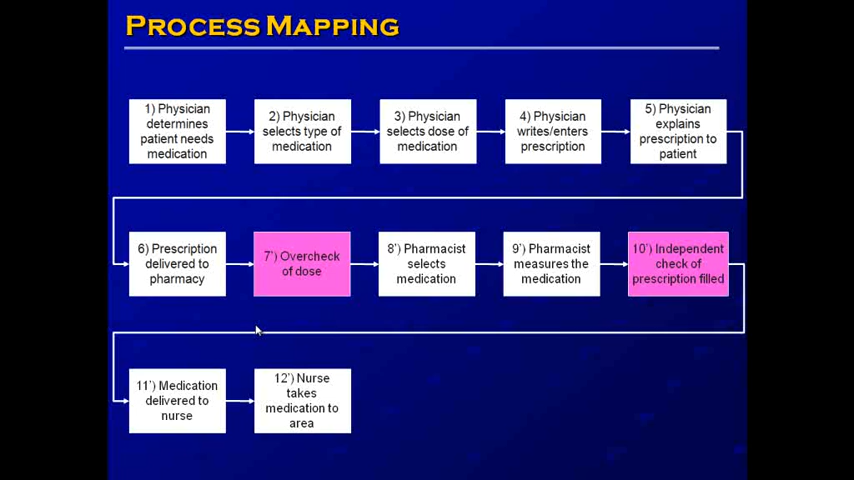 PROCESS MAPPING
1) Physician
determines
patient needs
medication
2) Physician
selects type of
medication
3) Physician
selects dose of
medication
4) Physician
writes/enters
prescription
5) Physician
explains
prescription to
patient
6) Prescription
delivered to
pharmacy
7') Overcheck
of dose
8') Pharmacist
selects
medication
9') Pharmacist
measures the
medication
10') Independent
check of
prescription filled
11') Medication
delivered to
nurse
12') Nurse
takes
medication to
area